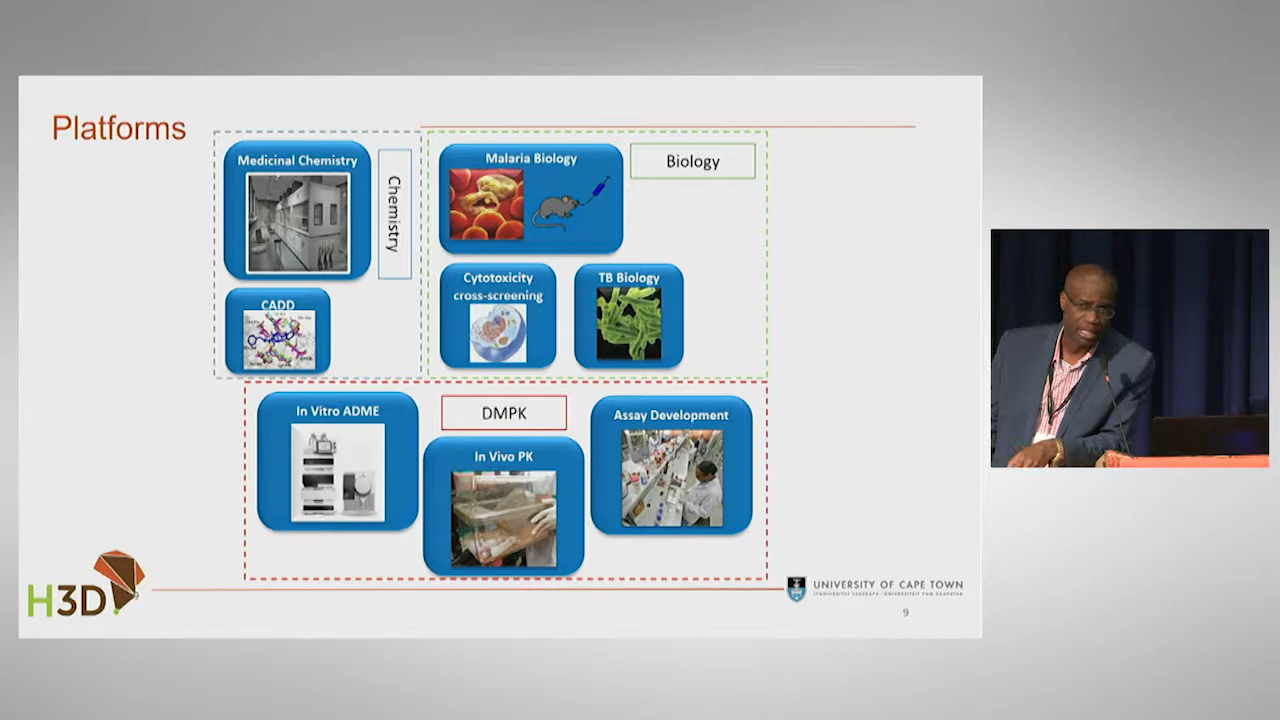 Platforms
Medicinal Chemistry
Chemistry
CADD
Malaria Biology
Biology
Cytotoxicity
cross-screening
TB Biology
In Vitro ADME
DMPK
In Vivo PK
Assay Development
H3D
UNIVERSITY OF CAPE TOWN
9